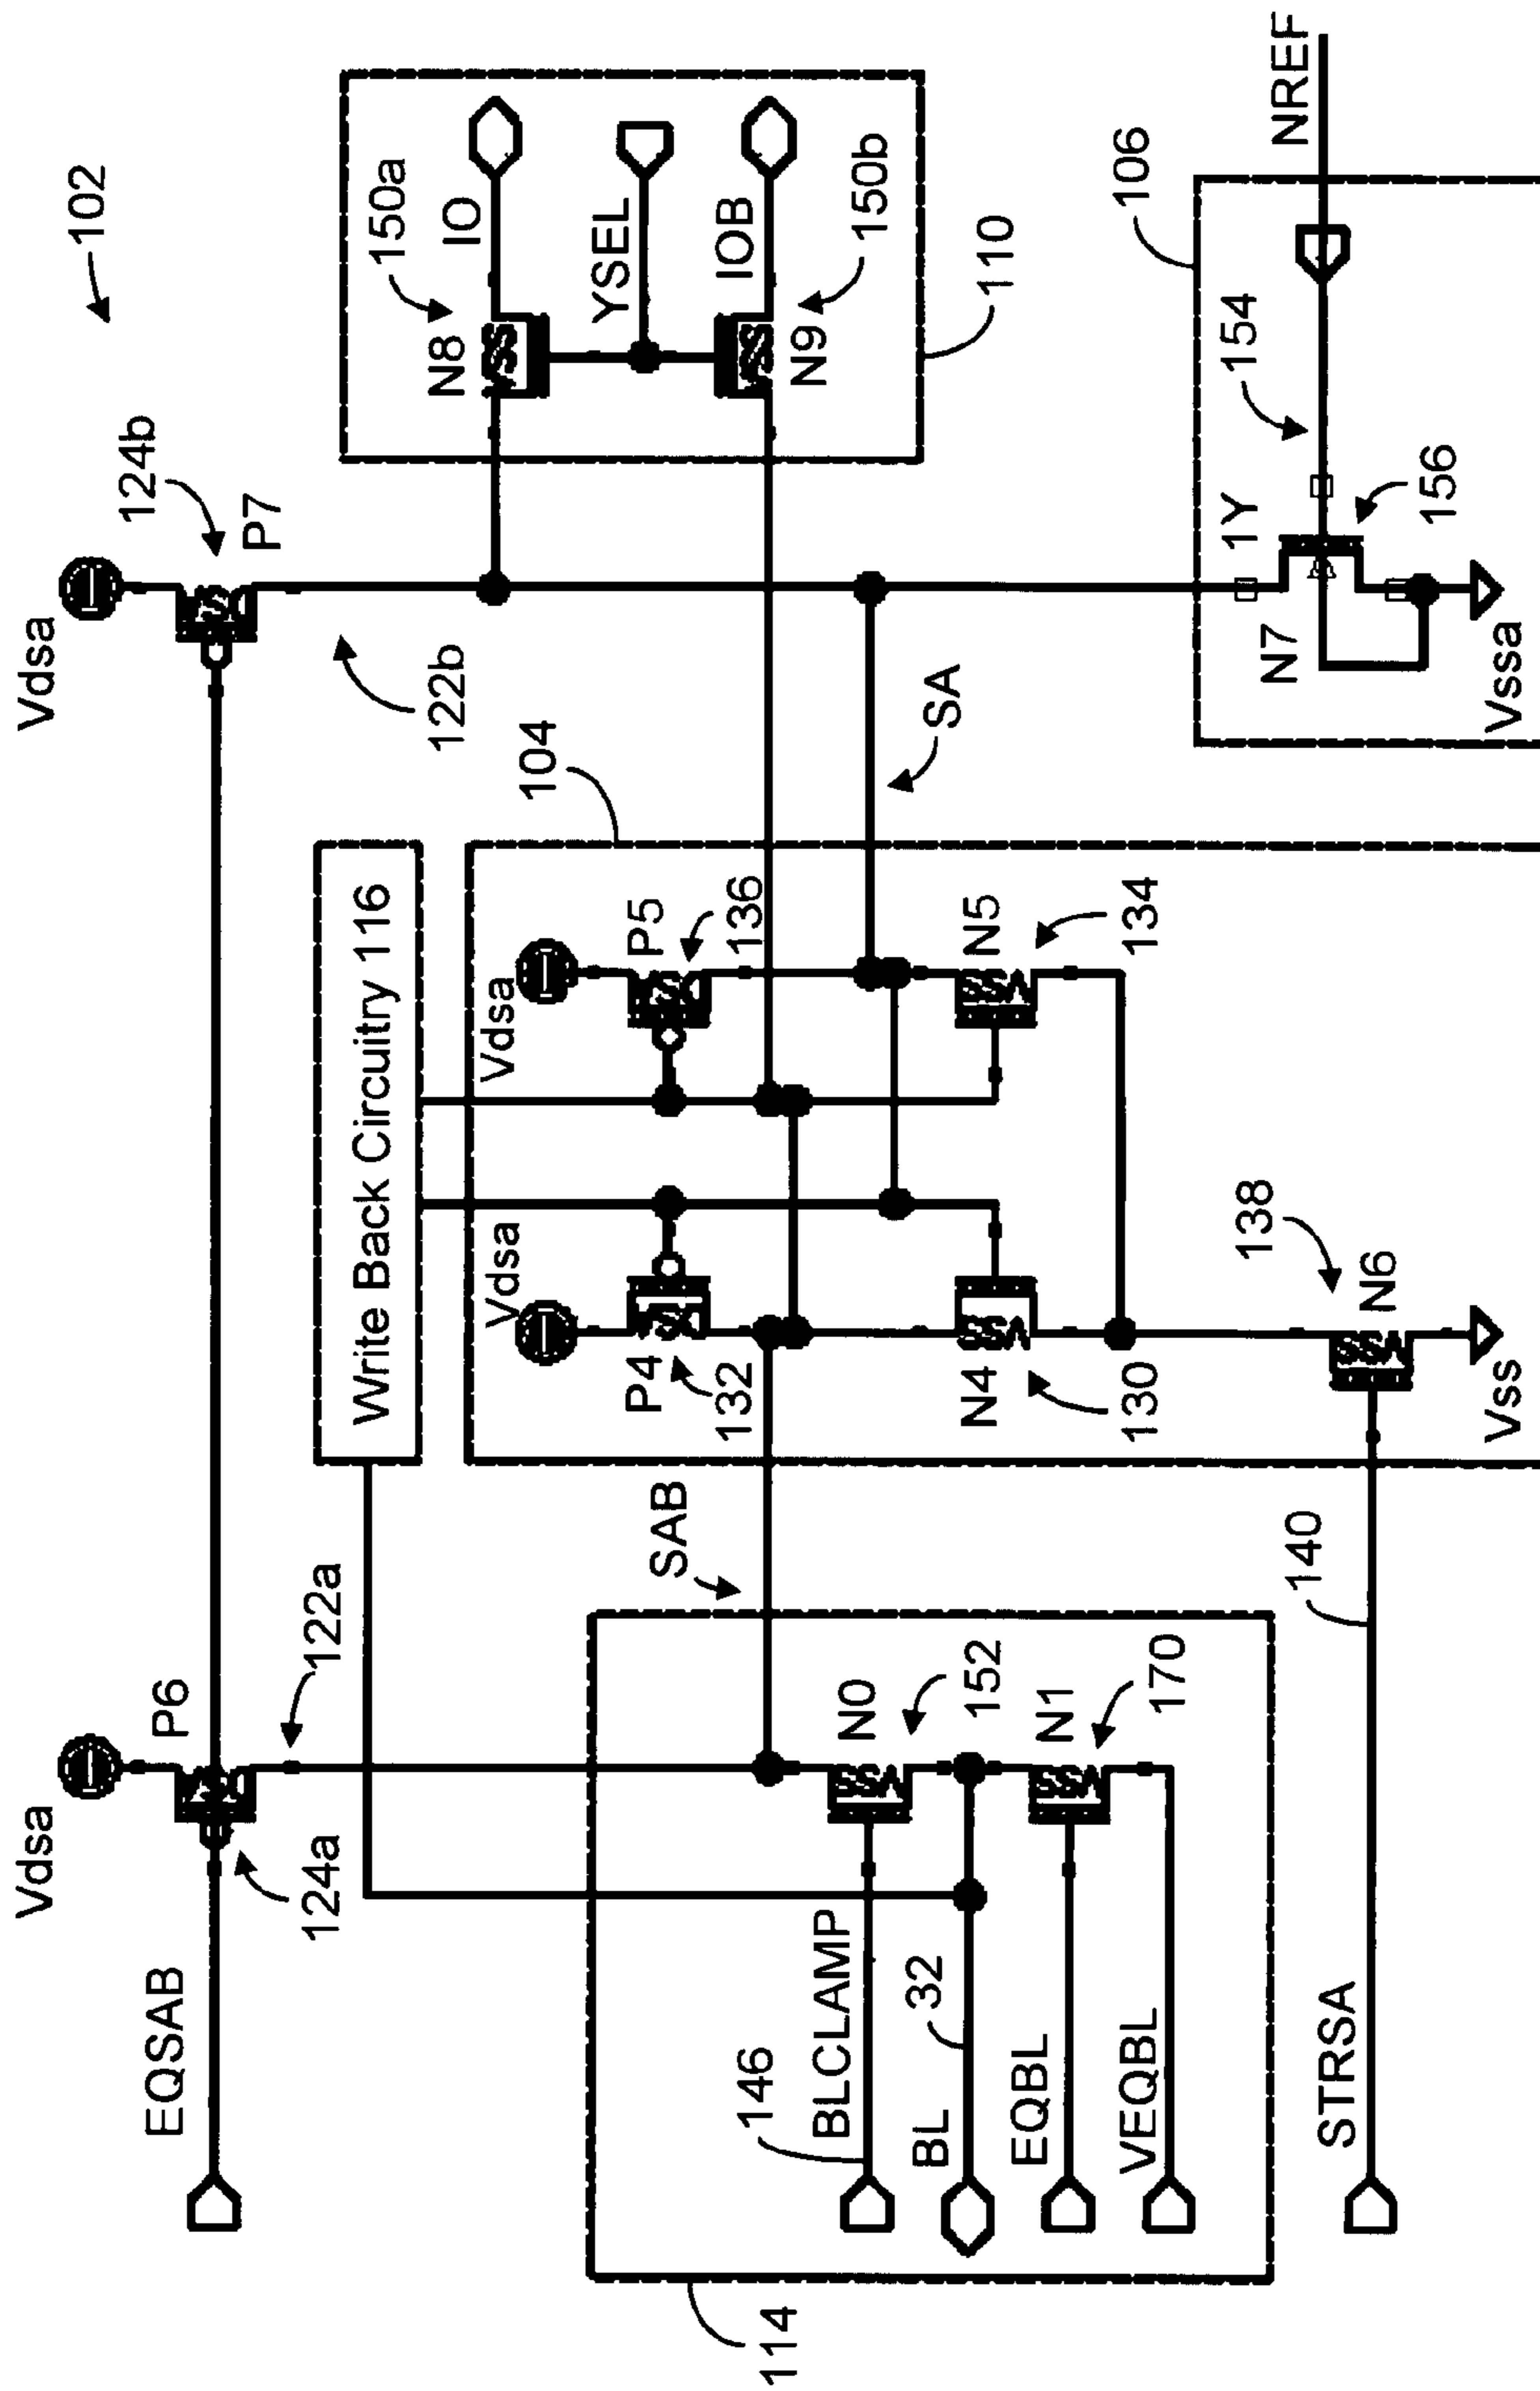 102
Vdsa
P6
124a
122a
EQSAB
Vdsa
124b
P7
122b
Write Back Circuitry 116
104
150a
IO
N8
YSEL
IOB
N9
150b
110
SAB
Vdsa
P4
132
Vdsa
P5
136
SA
N4
130
N5
134
138
N6
Vss
146
BLCLAMP
N0
152
32
BL
EQBL
N1
170
VEQBL
114
140
STRSA
106
NREF
154
1Y
N7
156
Vssa